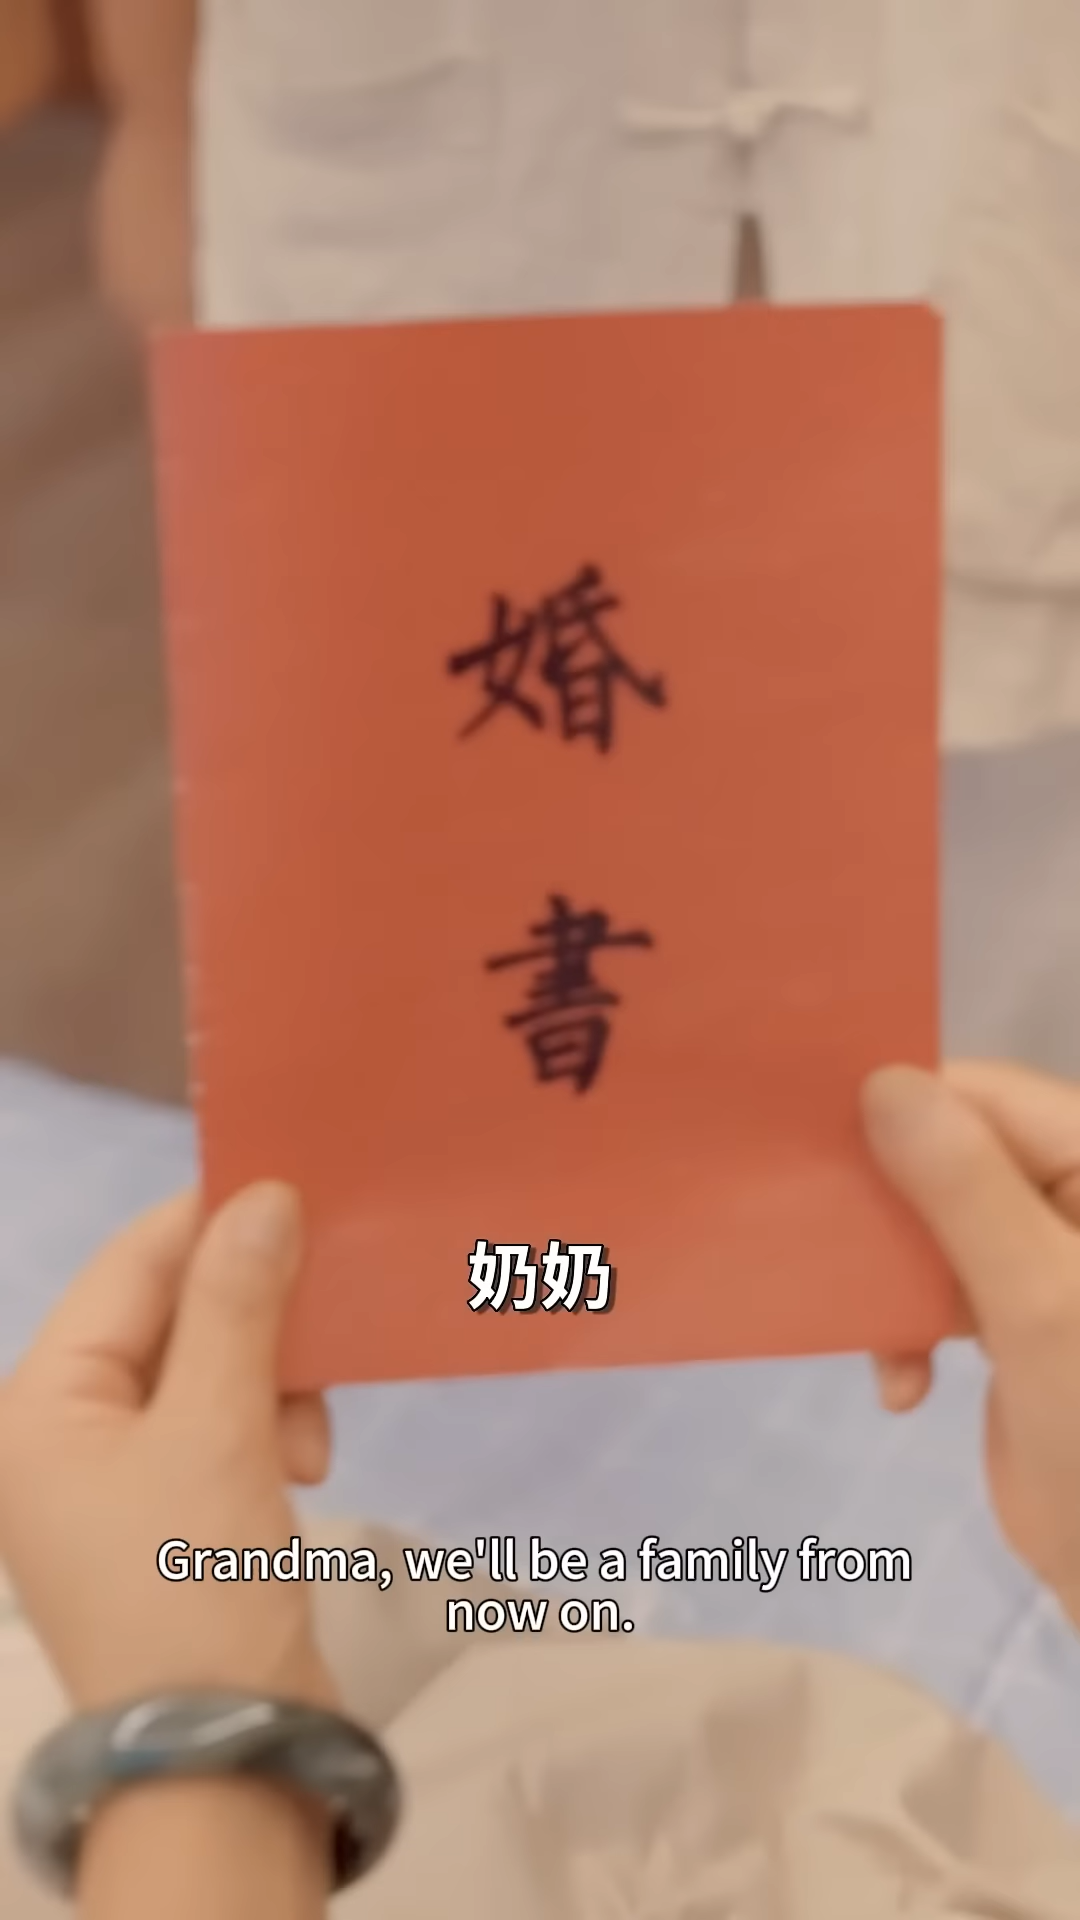 婚
書
奶奶
Grandma, we'll be a family from
now on.